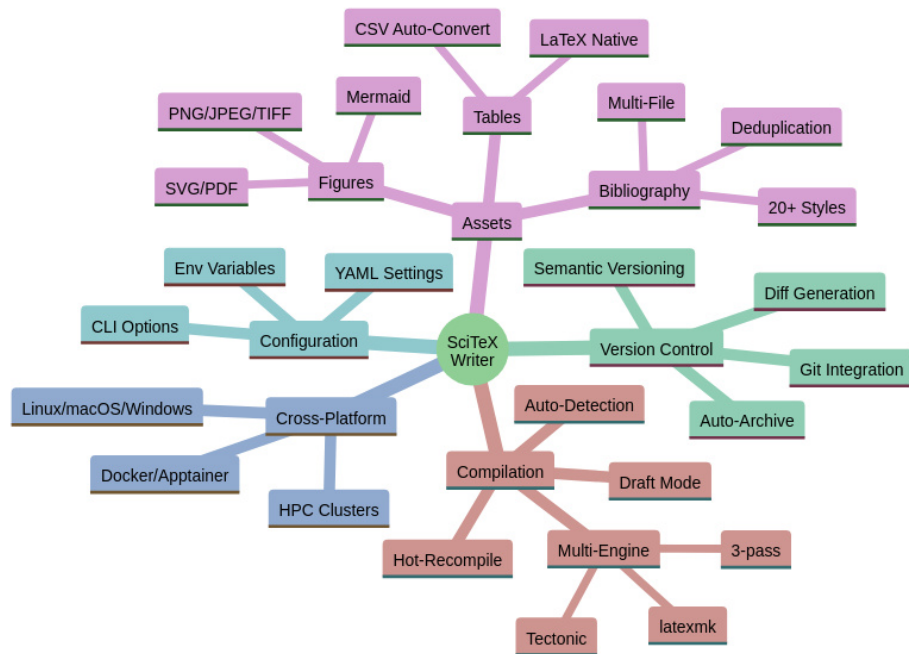 CSV Auto-Convert
LaTeX Native
Mermaid
Multi-File
PNG/JPEG/TIFF
Tables
Deduplication
SVG/PDF
Figures
Bibliography
20+ Styles
Assets
Env Variables
YAML Settings
Semantic Versioning
Diff Generation
CLI Options
Configuration
SciTeX
Writer
Version Control
Git Integration
Linux/macOS/Windows
Cross-Platform
Auto-Detection
Auto-Archive
Docker/Apptainer
Compilation
Draft Mode
HPC Clusters
Hot-Recompile
Multi-Engine
3-pass
Tectonic
latexmk